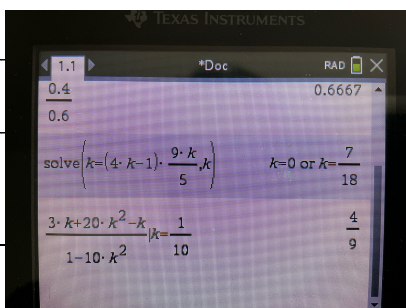 TEXAS INSTRUMENTS
1.1 *Doc RAD
0.4/0.6 0.6667
solve(k=(4·k-1)·9·k/5,k) k=0 or k=7/18
(3·k+20·k²-k)/(1-10·k²)|k=1/10 4/9